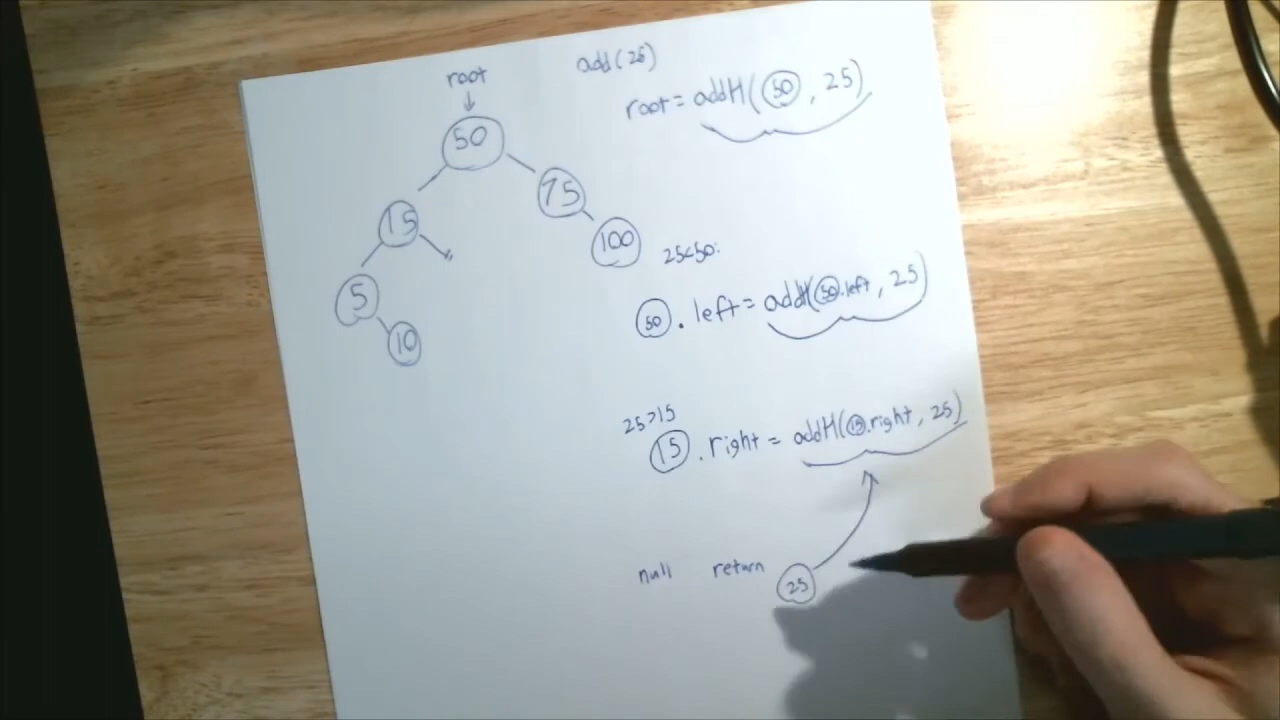 root
50
15
75
5
100
10
add(25)
root = addH(50, 25)
25<50:
50.left = addH(50.left, 25)
25>15
15.right = addH(15.right, 25)
null return 25